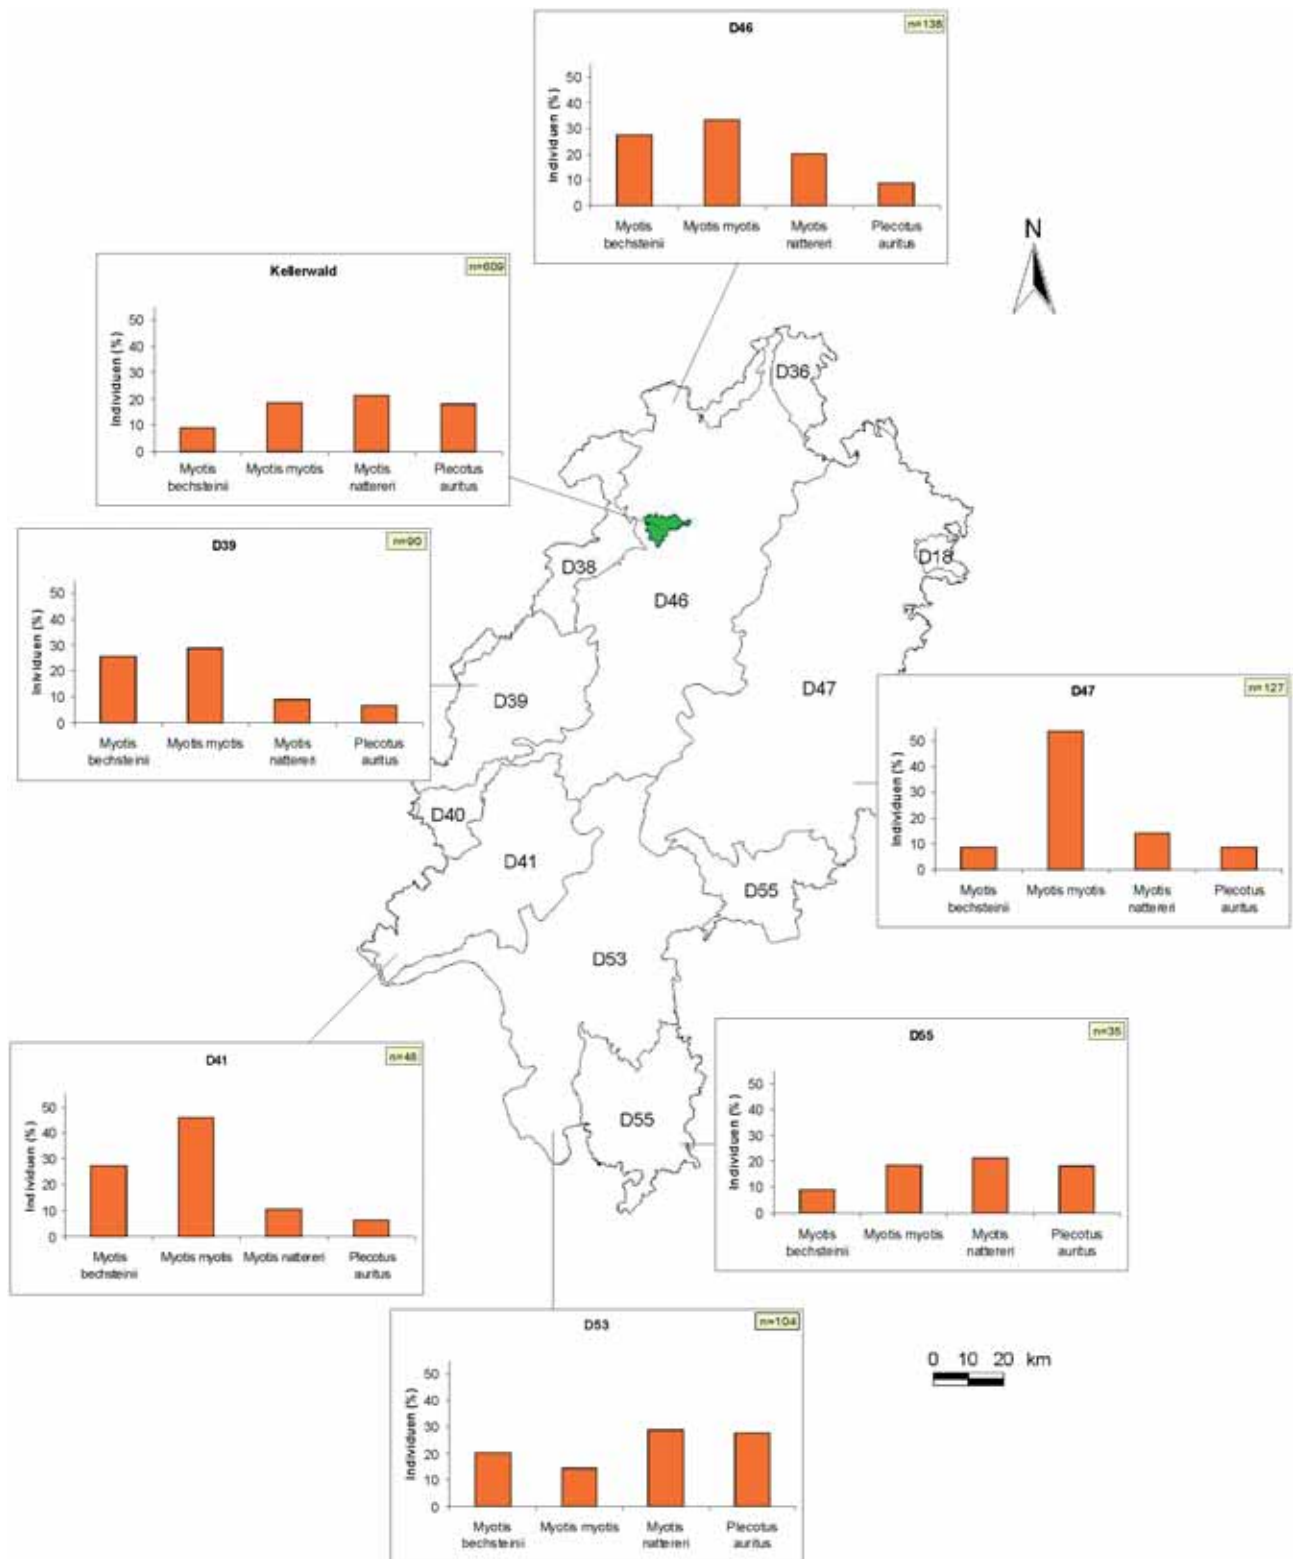 D46
n=138
Individuen (%)
50
40
30
20
10
0
Myotis
bechsteinii
Myotis myotis
Myotis
nattereri
Plecotus
auritus
N
Kellerwald
n=609
Individuen (%)
50
40
30
20
10
0
Myotis
bechsteinii
Myotis myotis
Myotis
nattereri
Plecotus
auritus
D39
n=90
Inividuen (%)
50
40
30
20
10
0
Myotis
bechsteinii
Myotis myotis
Myotis
nattereri
Plecotus
auritus
D36
D18
D38
D46
D47
D39
D40
D41
D55
D53
D55
D47
n=127
Individuen (%)
50
40
30
20
10
0
Myotis
bechsteinii
Myotis myotis
Myotis
nattereri
Plecotus
auritus
D41
Individuen (%)
50
40
30
20
10
0
Myotis
bechsteinii
Myotis myotis
Myotis nattereri
Plecotus
auritus
D55
Individuen (%)
50
40
30
20
10
0
Myotis
bechsteinii
Myotis myotis
Myotis
nattereri
Plecotus
auritus
D53
n=104
Individuen (%)
50
40
30
20
10
0
Myotis
bechsteinii
Myotis myotis
Myotis
nattereri
Plecotus
auritus
0 10 20 km